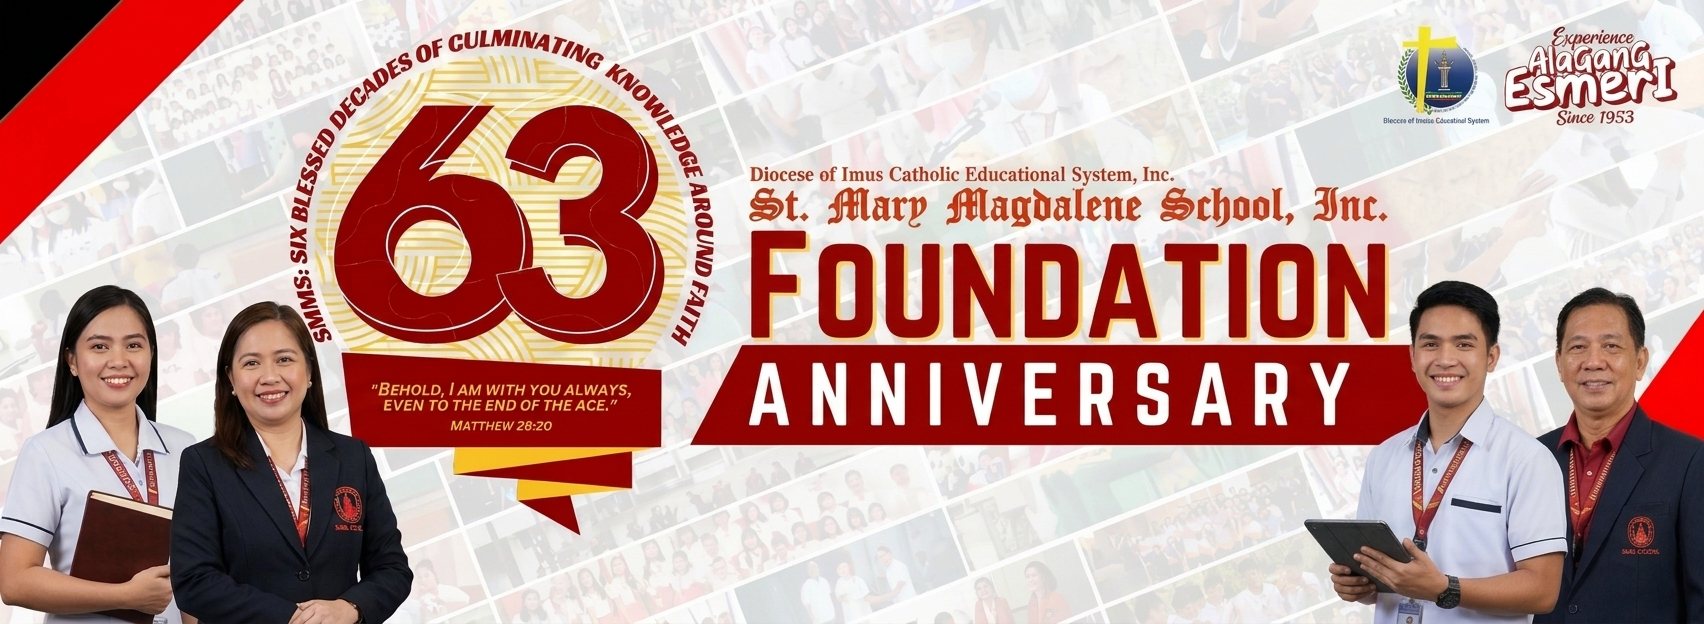 SMMS: SIX BLESSED DECADES OF CULMINATING KNOWLEDGE AROUND FAITH
63
"BEHOLD, I AM WITH YOU ALWAYS,
EVEN TO THE END OF THE ACE."
MATTHEW 28:20
Diocese of Imus Catholic Educational System, Inc.
St. Mary Magdalene School, Inc.
FOUNDATION
ANNIVERSARY
Experience
Alagang
Esmeri
Since 1953